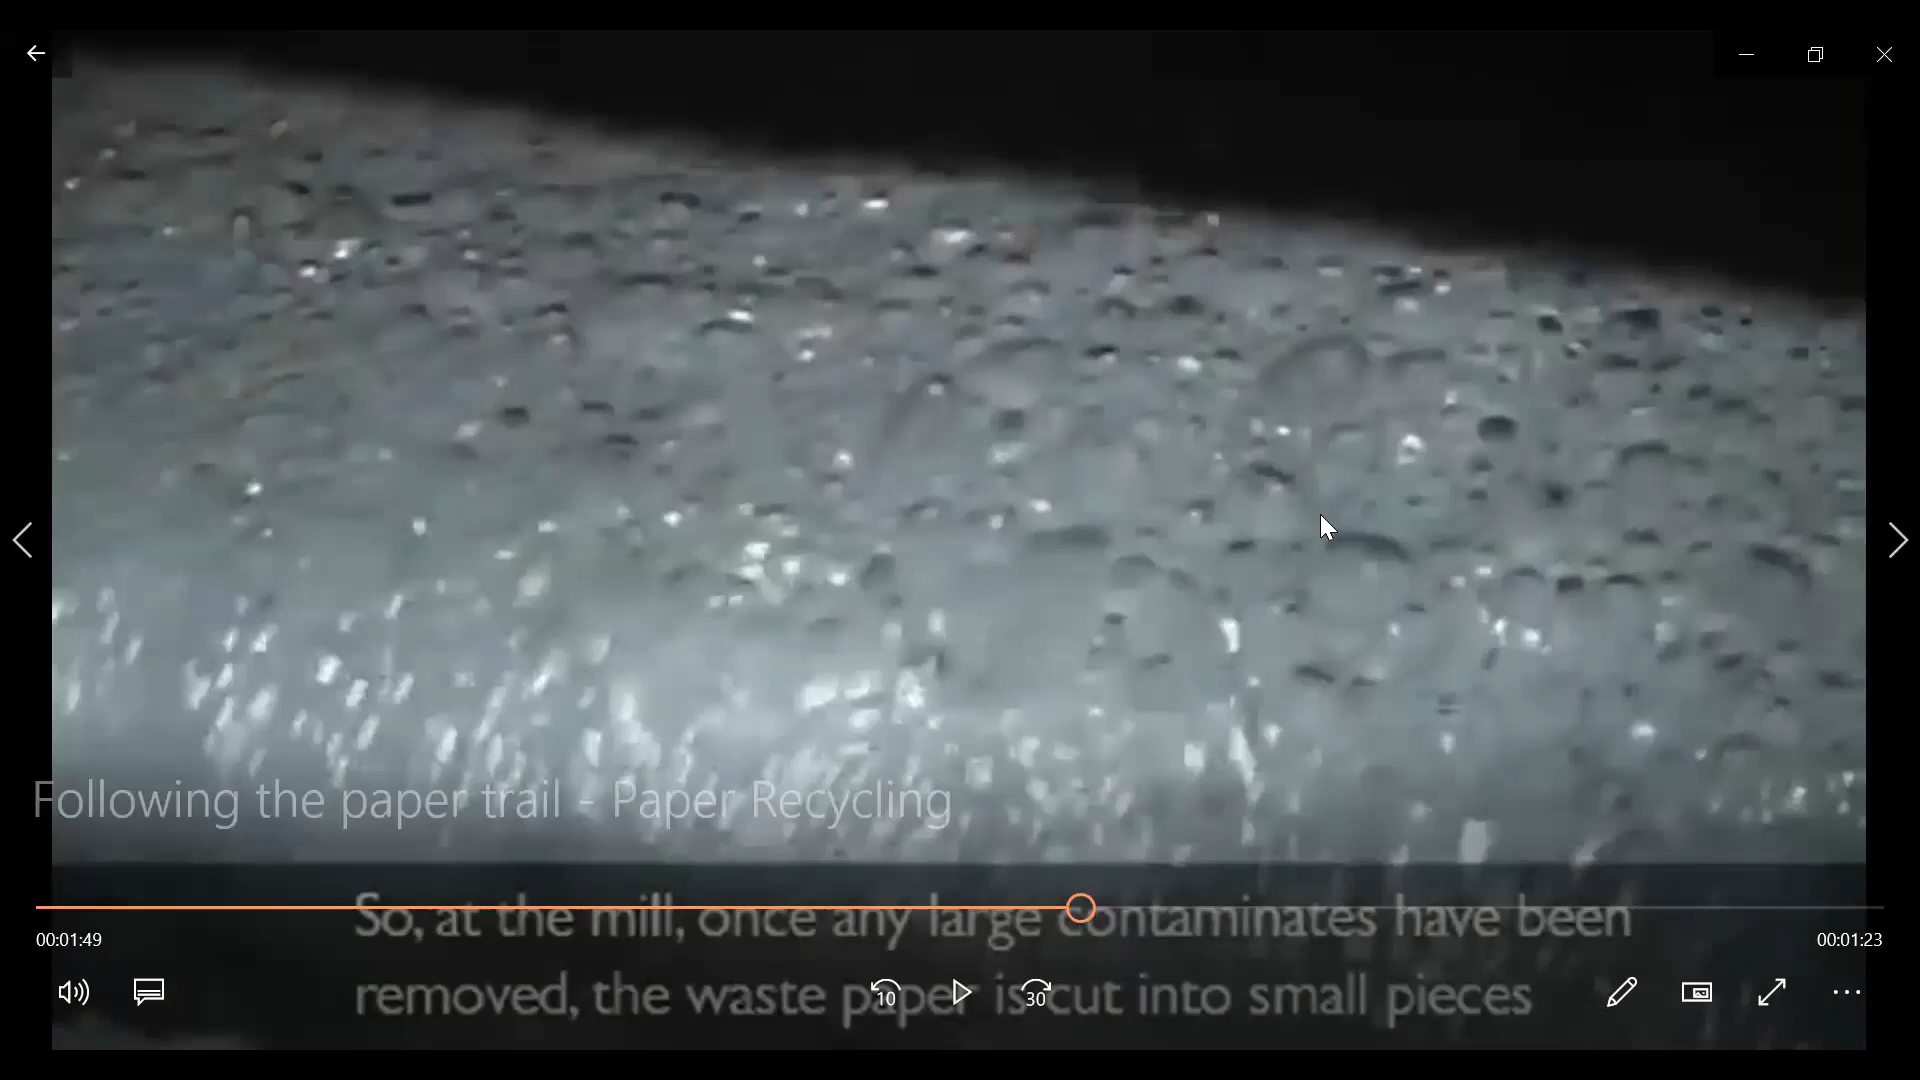 Following the paper trail - Paper Recycling
So, at the mill, once any large contaminates have been
00:01:49
00:01:23
removed, the waste paper is cut into small pieces
10
30